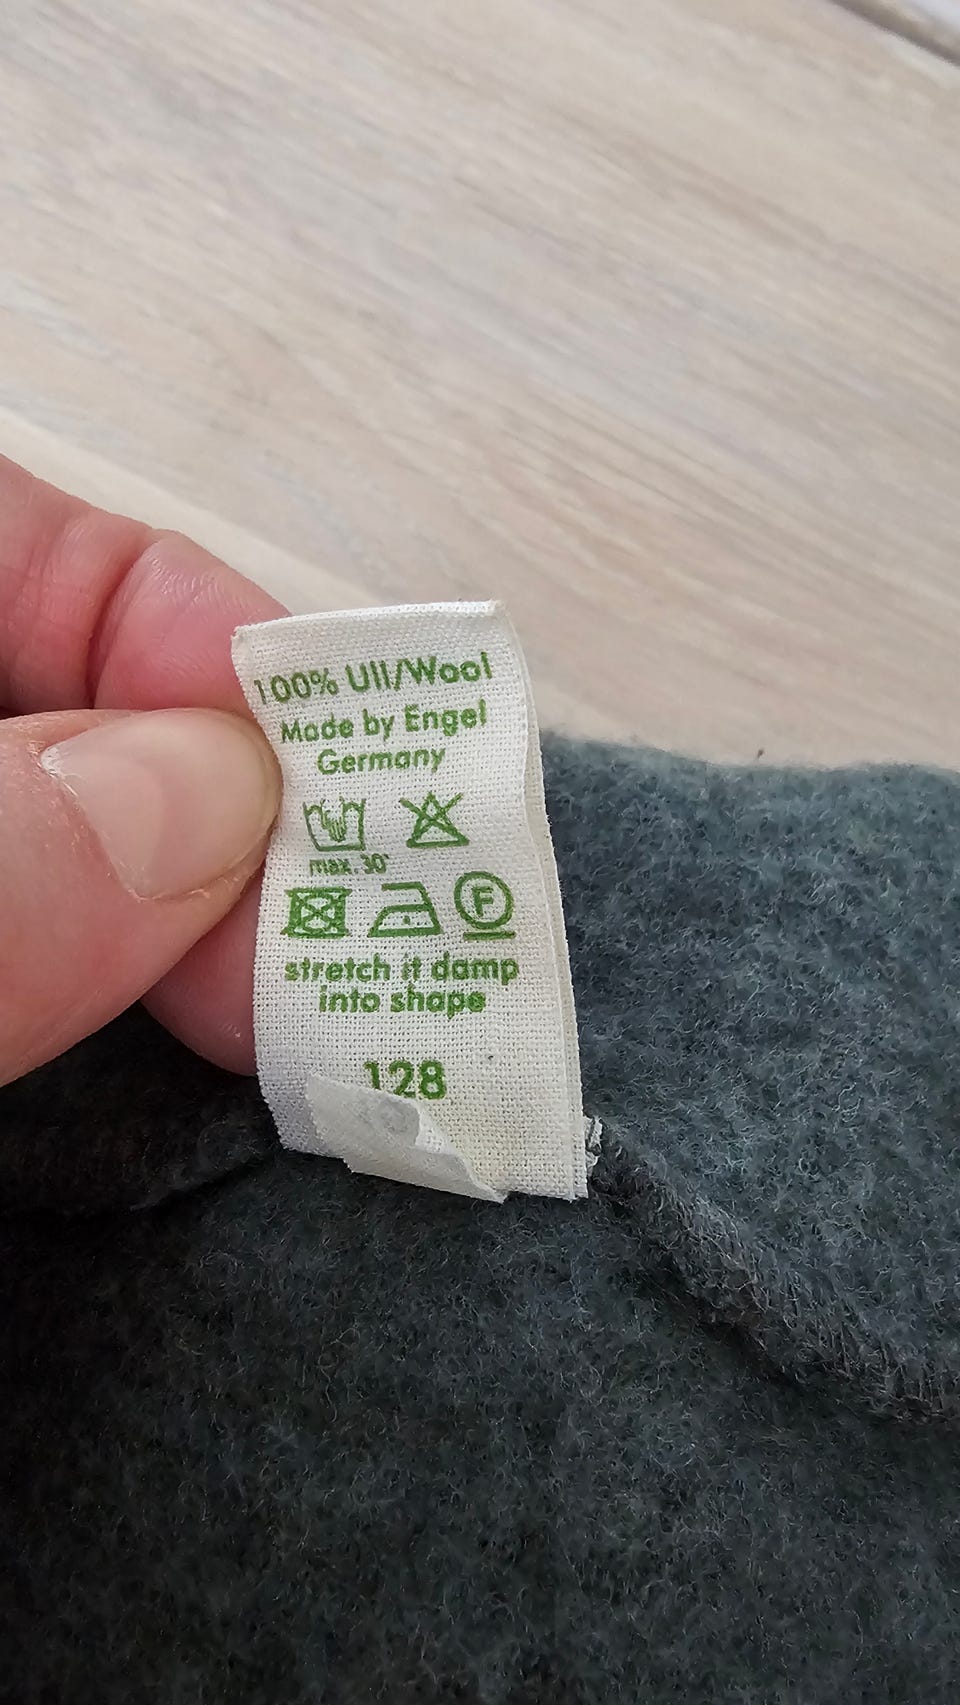 100% Ull/Wool
Made by Engel
Germany
max. 30°
F
stretch it damp
into shape
128